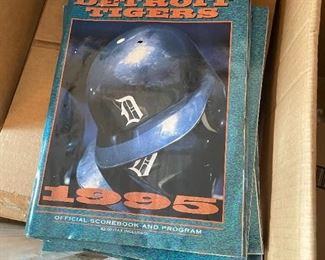 DETROIT
TIGERS
D
D
1995
OFFICIAL SCOREBOOK AND PROGRAM